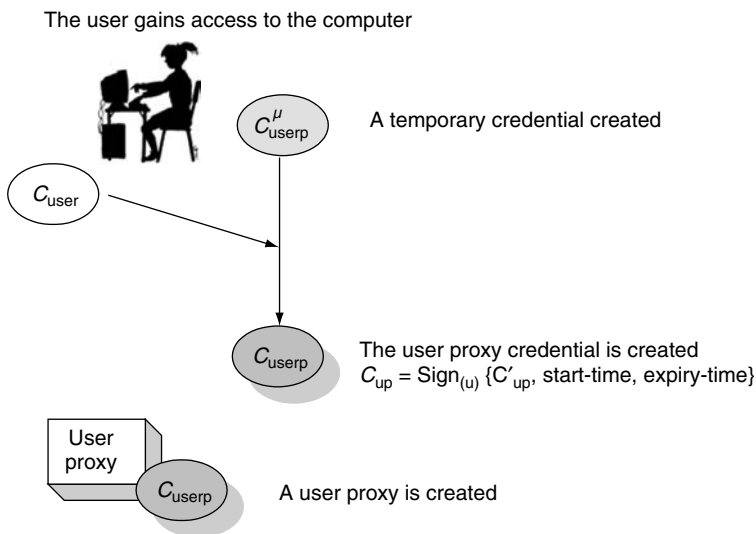 The user gains access to the computer
C^μ_userp
A temporary credential created
C_user
C_userp
The user proxy credential is created
C_up = Sign_(u) {C′_up, start-time, expiry-time}
User
proxy
C_userp
A user proxy is created